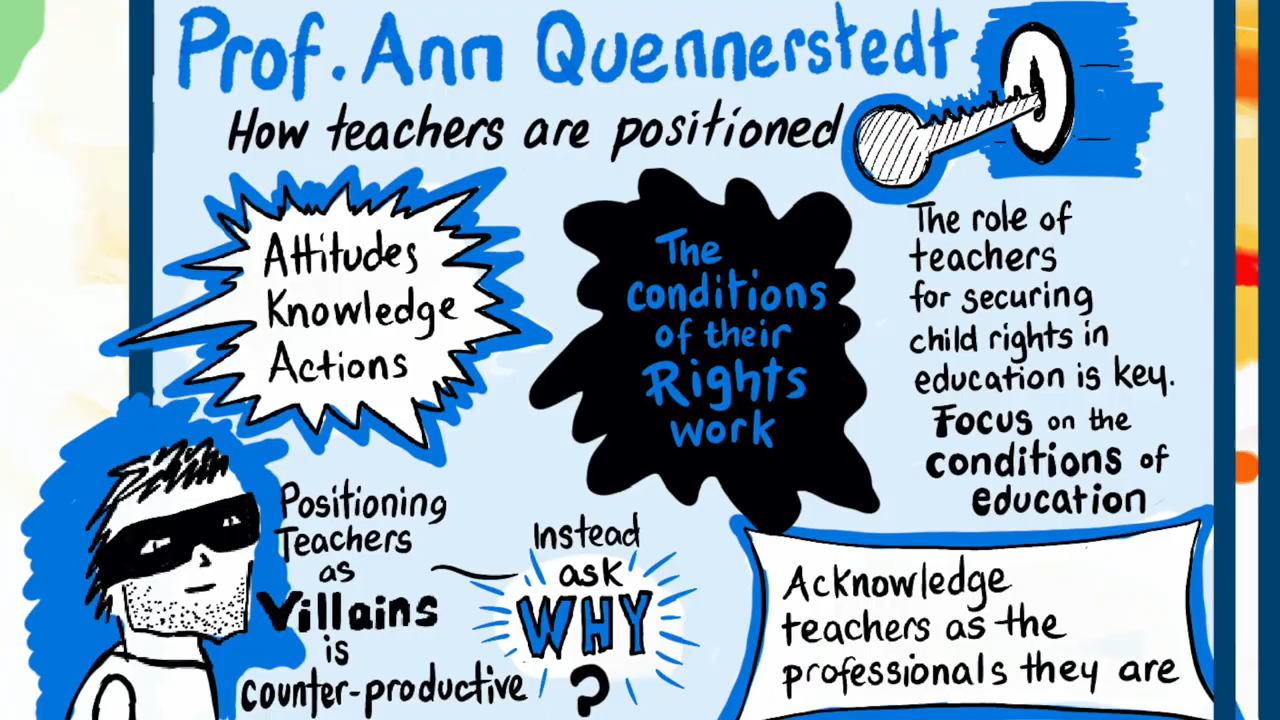 Prof. Ann Quennerstedt
How teachers are positioned
Attitudes
Knowledge
Actions
The
conditions
of their
Rights
work
The role of
teachers
for securing
child rights in
education is key.
Focus on the
conditions of
education
Positioning
Teachers
as
Villains
is
counter-productive
Instead
ask
WHY
?
Acknowledge
teachers as the
professionals they are